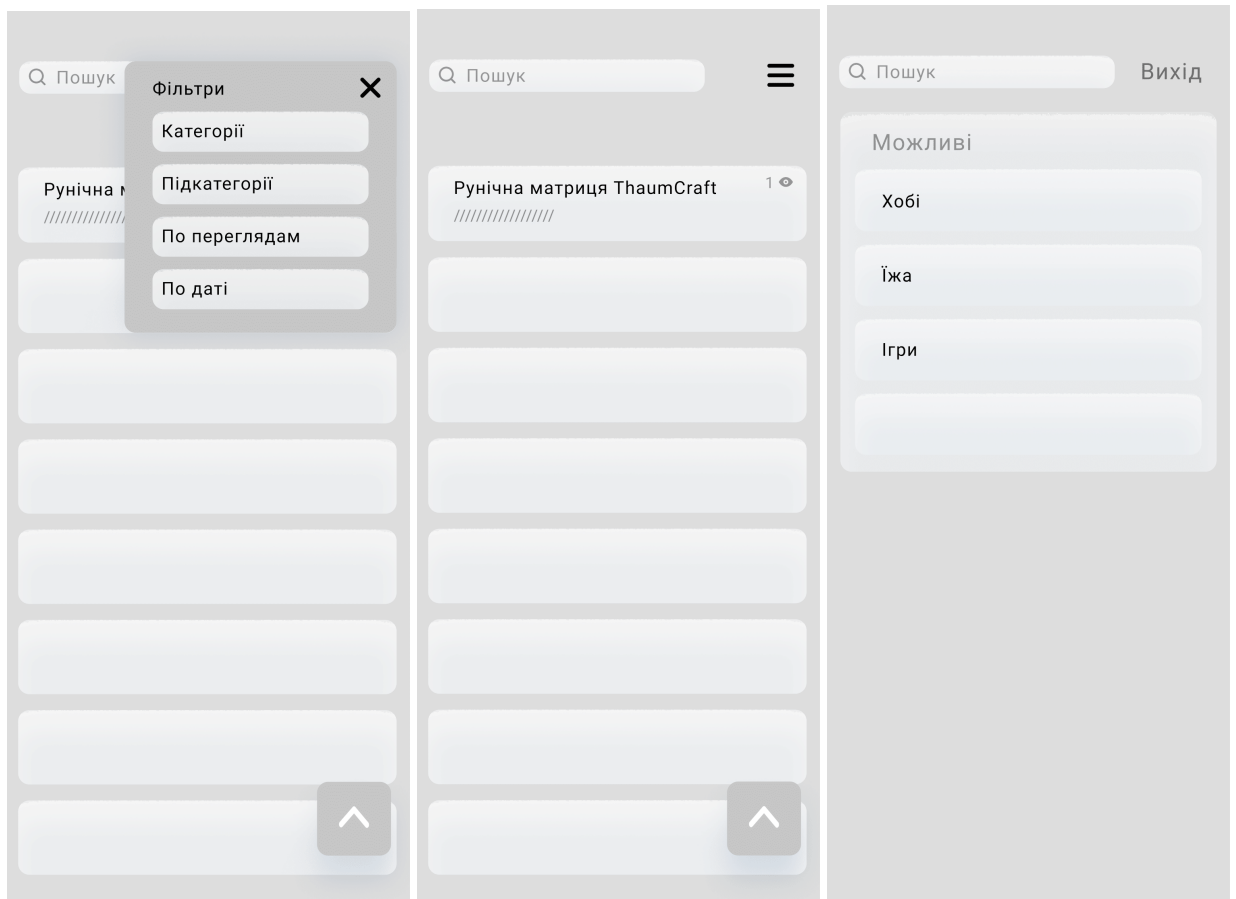 Пошук
Фільтри
Категорії
Підкатегорії
По переглядам
По даті
Рунічна
//////////////////
Пошук
Рунічна матриця ThaumCraft
1
//////////////////
Пошук
Вихід
Можливі
Хобі
Їжа
Ігри